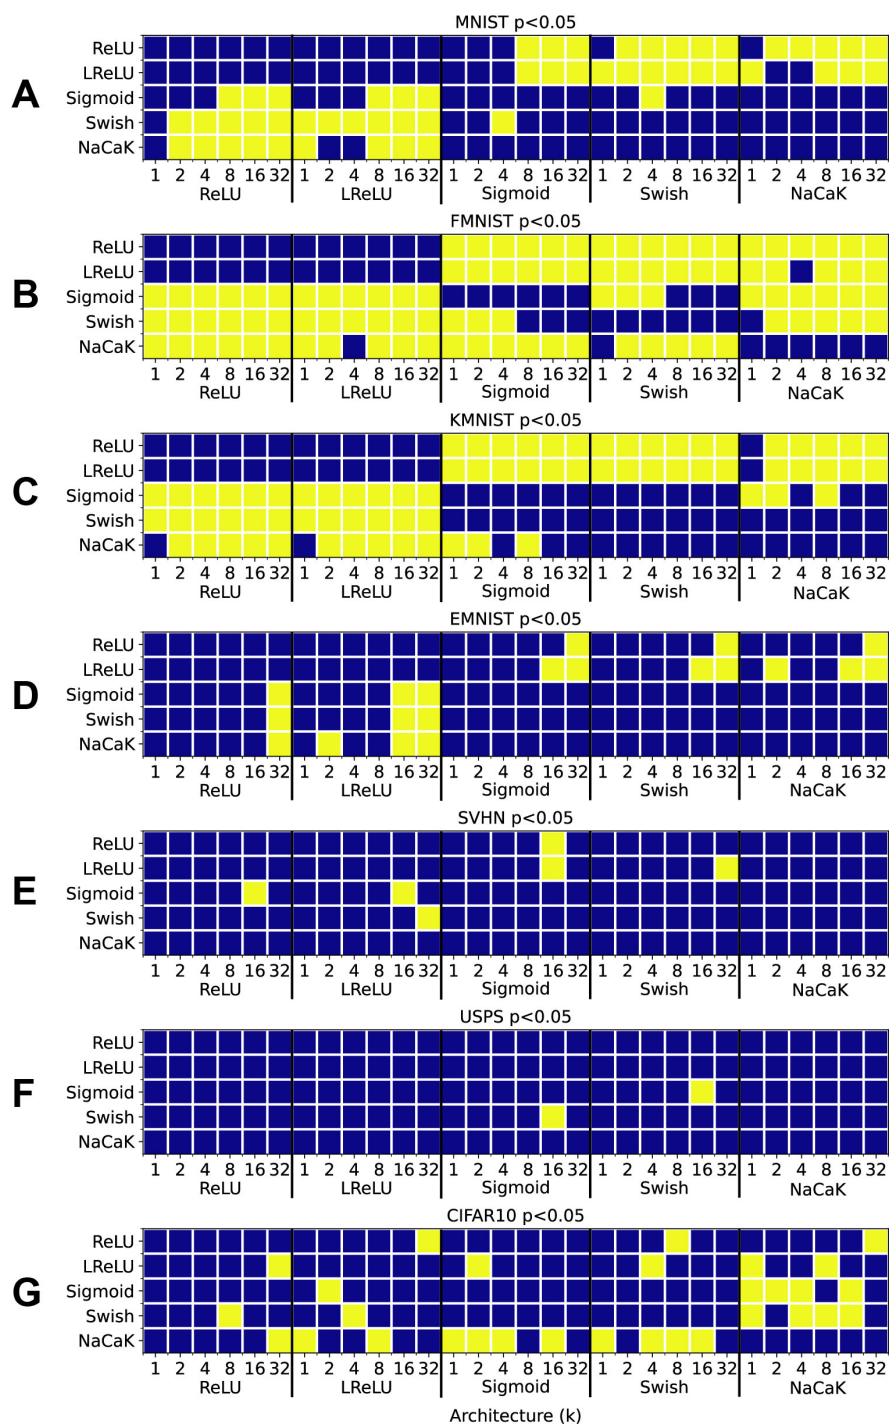 MNIST p<0.05
A
ReLU
LReLU
Sigmoid
Swish
NaCaK
1 2 4 8 16 32 1 2 4 8 16 32 1 2 4 8 16 32 1 2 4 8 16 32 1 2 4 8 16 32
ReLU LReLU Sigmoid Swish NaCaK
FMNIST p<0.05
B
ReLU
LReLU
Sigmoid
Swish
NaCaK
1 2 4 8 16 32 1 2 4 8 16 32 1 2 4 8 16 32 1 2 4 8 16 32 1 2 4 8 16 32
ReLU LReLU Sigmoid Swish NaCaK
KMNIST p<0.05
C
ReLU
LReLU
Sigmoid
Swish
NaCaK
1 2 4 8 16 32 1 2 4 8 16 32 1 2 4 8 16 32 1 2 4 8 16 32 1 2 4 8 16 32
ReLU LReLU Sigmoid Swish NaCaK
EMNIST p<0.05
D
ReLU
LReLU
Sigmoid
Swish
NaCaK
1 2 4 8 16 32 1 2 4 8 16 32 1 2 4 8 16 32 1 2 4 8 16 32 1 2 4 8 16 32
ReLU LReLU Sigmoid Swish NaCaK
SVHN p<0.05
E
ReLU
LReLU
Sigmoid
Swish
NaCaK
1 2 4 8 16 32 1 2 4 8 16 32 1 2 4 8 16 32 1 2 4 8 16 32 1 2 4 8 16 32
ReLU LReLU Sigmoid Swish NaCaK
USPS p<0.05
F
ReLU
LReLU
Sigmoid
Swish
NaCaK
1 2 4 8 16 32 1 2 4 8 16 32 1 2 4 8 16 32 1 2 4 8 16 32 1 2 4 8 16 32
ReLU LReLU Sigmoid Swish NaCaK
CIFAR10 p<0.05
G
ReLU
LReLU
Sigmoid
Swish
NaCaK
1 2 4 8 16 32 1 2 4 8 16 32 1 2 4 8 16 32 1 2 4 8 16 32 1 2 4 8 16 32
ReLU LReLU Sigmoid Swish NaCaK
Architecture (k)